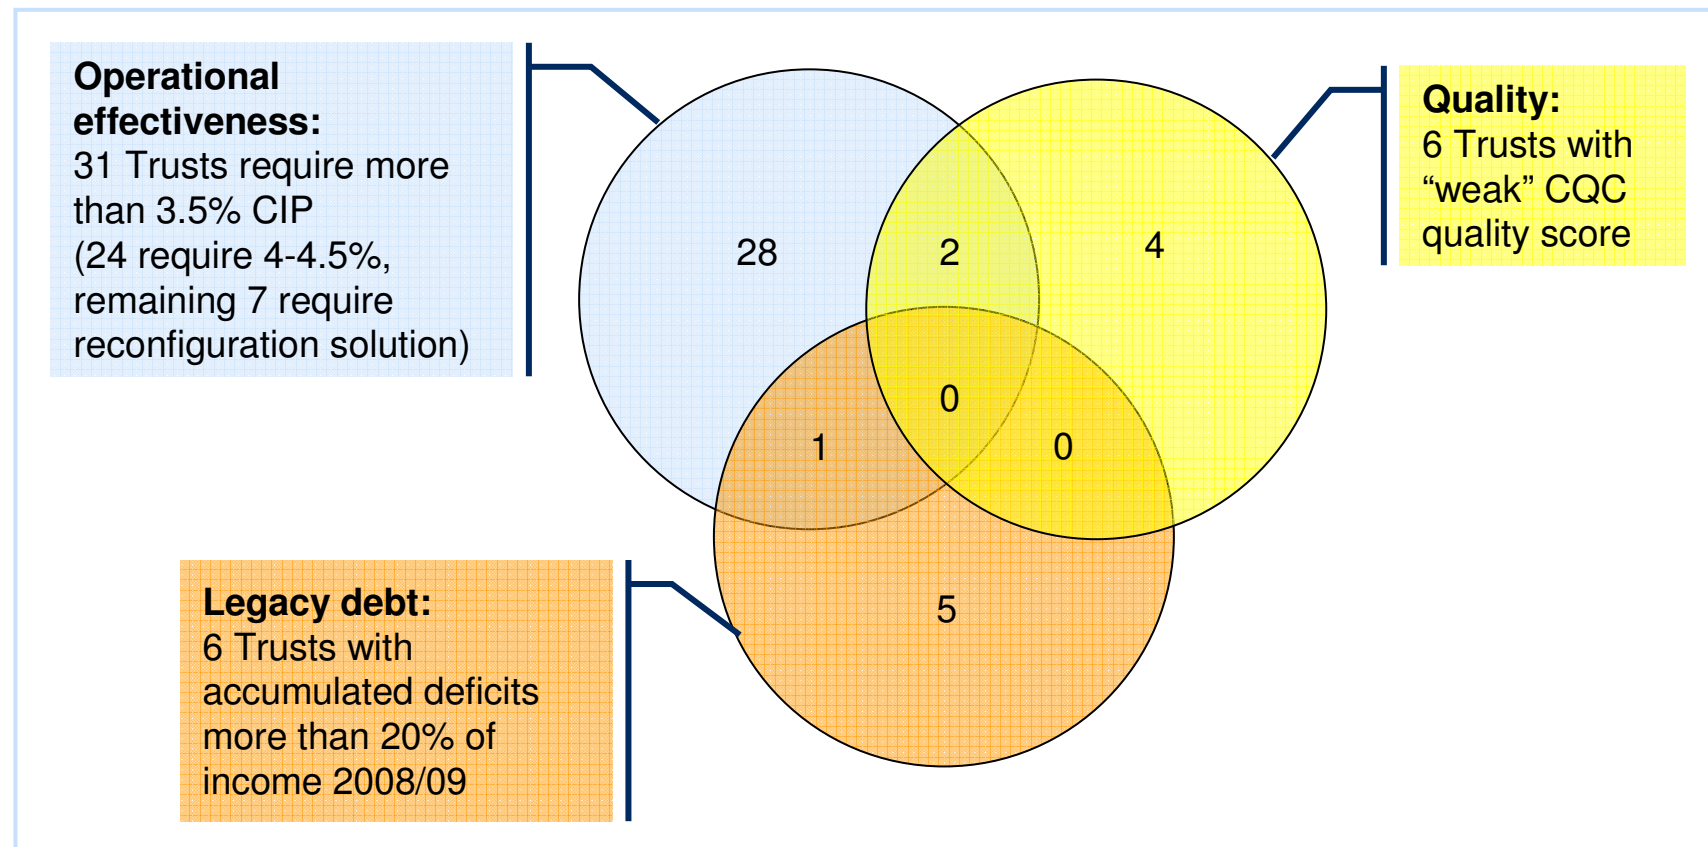 Operational
effectiveness:
31 Trusts require more
than 3.5% CIP
(24 require 4-4.5%,
remaining 7 require
reconfiguration solution)
Quality:
6 Trusts with
“weak” CQC
quality score
28
2
4
0
1
0
5
Legacy debt:
6 Trusts with
accumulated deficits
more than 20% of
income 2008/09